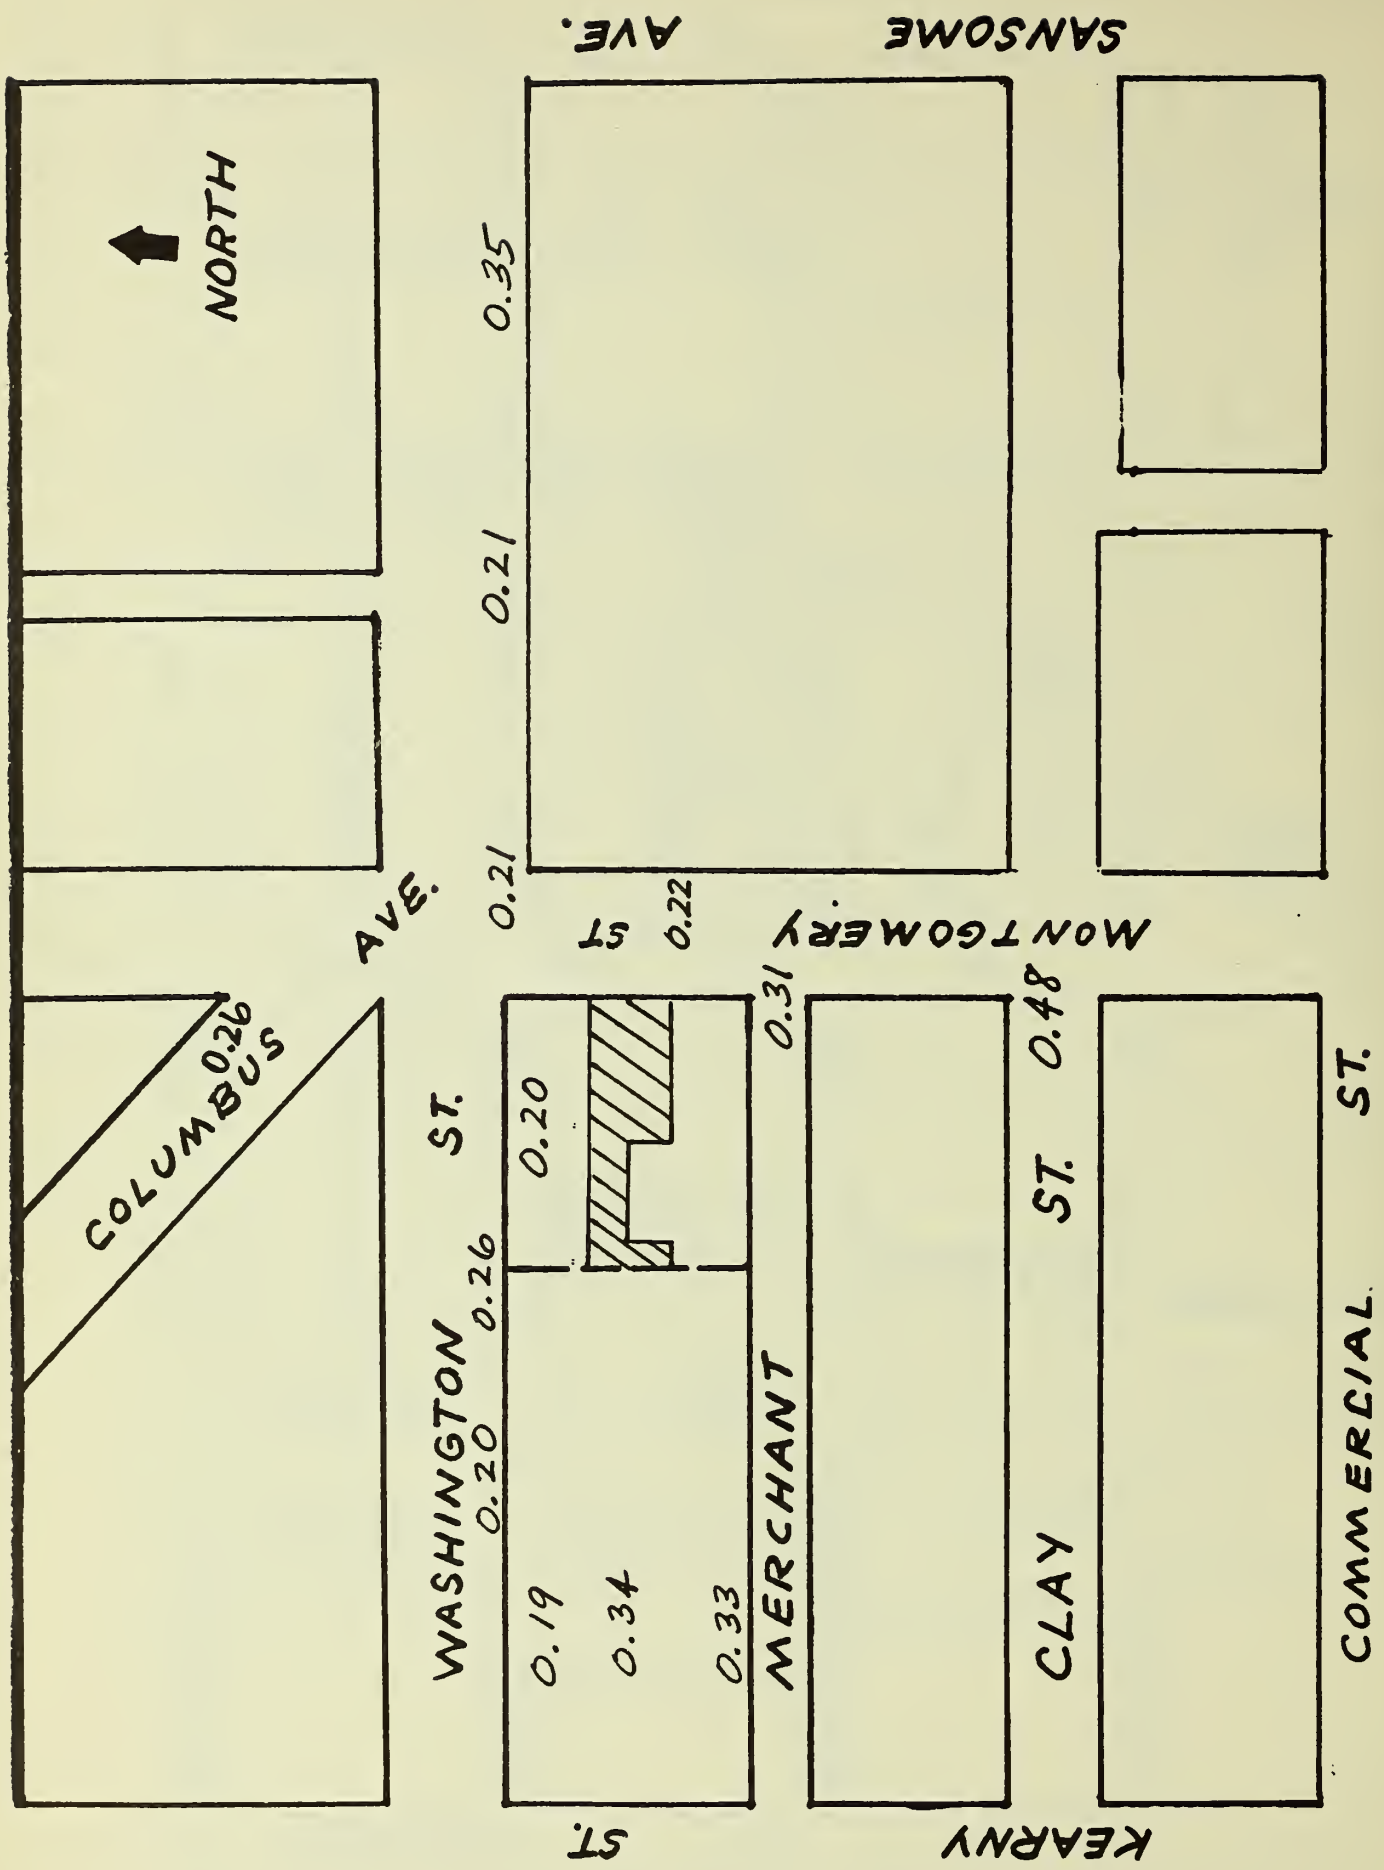 SANSOME AVE.
NORTH
0.35
0.21
0.21
AVE.
COLUMBUS
0.26
MONTGOMERY ST
0.22
WASHINGTON ST.
0.26
0.20
0.20
0.19
0.34
0.33
MERCHANT
0.31
CLAY ST.
0.48
COMMERCIAL ST.
KEARNY ST.